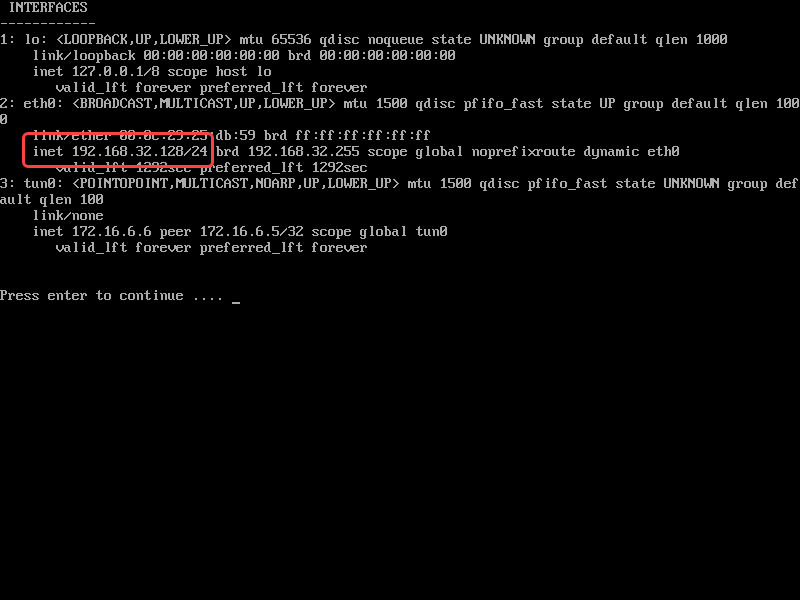 INTERFACES
------------
1: lo: <LOOPBACK,UP,LOWER_UP> mtu 65536 qdisc noqueue state UNKNOWN group default qlen 1000
link/loopback 00:00:00:00:00:00 brd 00:00:00:00:00:00
inet 127.0.0.1/8 scope host lo
valid_lft forever preferred_lft forever
2: eth0: <BROADCAST,MULTICAST,UP,LOWER_UP> mtu 1500 qdisc pfifo_fast state UP group default qlen 100
0
link/ether 00:0c:29:25:db:59 brd ff:ff:ff:ff:ff:ff
inet 192.168.32.128/24 brd 192.168.32.255 scope global noprefixroute dynamic eth0
valid_lft 1292sec preferred_lft 1292sec
3: tun0: <POINTOPOINT,MULTICAST,NOARP,UP,LOWER_UP> mtu 1500 qdisc pfifo_fast state UNKNOWN group def
ault qlen 100
link/none
inet 172.16.6.6 peer 172.16.6.5/32 scope global tun0
valid_lft forever preferred_lft forever
Press enter to continue .... _